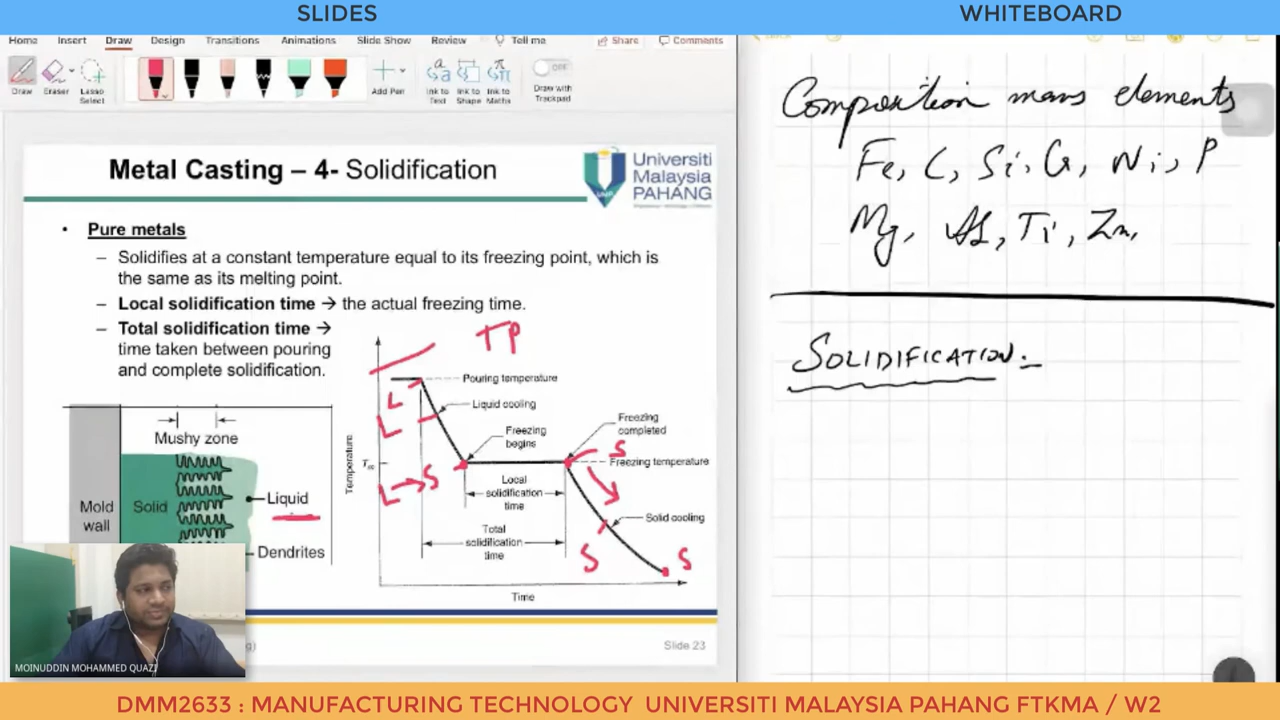 SLIDES
WHITEBOARD
Home Insert Draw Design Transitions Animations Slide Show Review Tell me Share Comments
Draw Eraser Lasso Select Add Pen Ink to Text Ink to Shape Ink to Maths OFF Draw with Trackpad
Metal Casting – 4- Solidification
Universiti
Malaysia
PAHANG
• Pure metals
– Solidifies at a constant temperature equal to its freezing point, which is
the same as its melting point.
– Local solidification time → the actual freezing time.
– Total solidification time →
time taken between pouring
and complete solidification.
TP
Pouring temperature
L
Liquid cooling
L
Freezing
begins
Freezing
completed
S
Freezing temperature
L → S
Local
solidification
time
Solid cooling
Total
solidification
time
S
S
Temperature
Time
Mushy zone
Mold
wall
Solid
Liquid
Dendrites
MOINUDDIN MOHAMMED QUAZI
Slide 23
Composition mass elements
Fe, C, Si, Cr, Ni, P
Mg, Al, Ti, Zn,
SOLIDIFICATION:-
DMM2633 : MANUFACTURING TECHNOLOGY UNIVERSITI MALAYSIA PAHANG FTKMA / W2